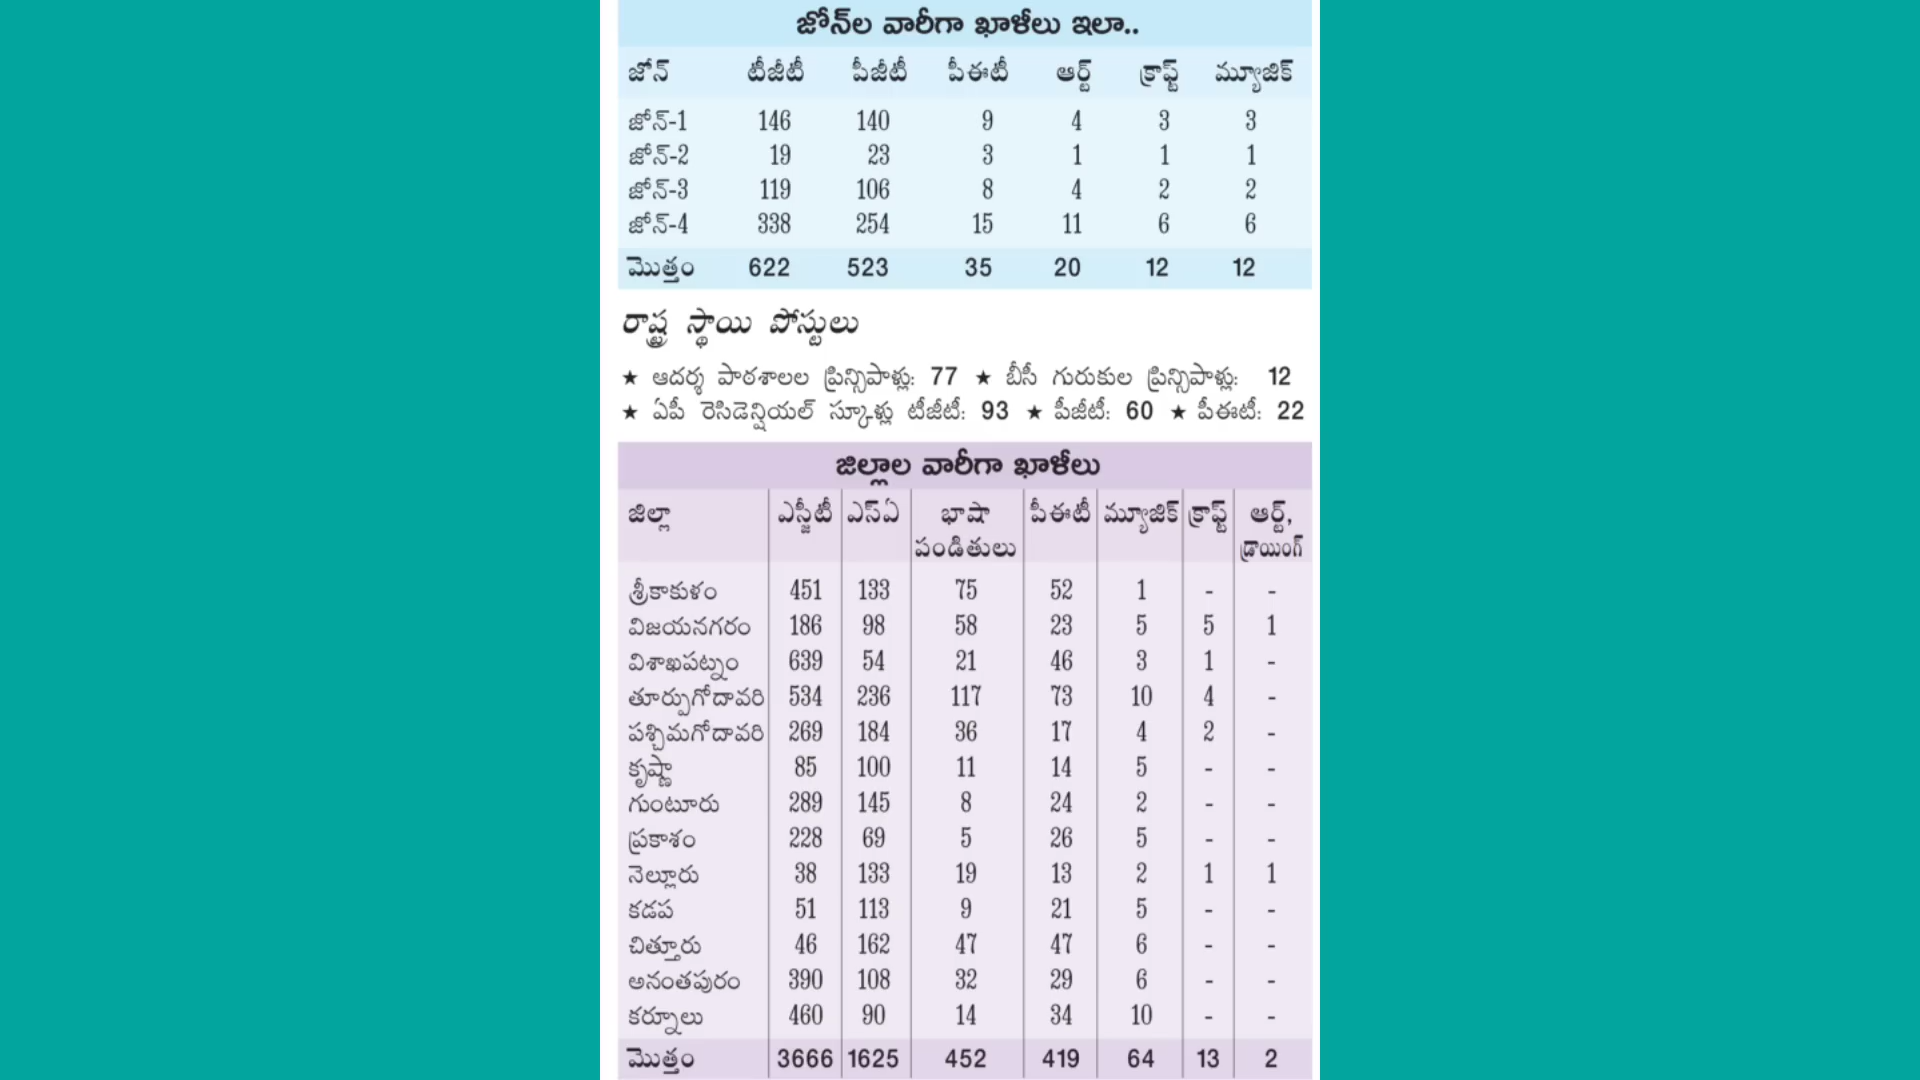 జోన్‌ల వారీగా ఖాళీలు ఇలా..
జోన్ టీజీటీ పీజీటీ పీఈటీ ఆర్ట్ క్రాఫ్ట్ మ్యూజిక్
జోన్-1 146 140 9 4 3 3
జోన్-2 19 23 3 1 1 1
జోన్-3 119 106 8 4 2 2
జోన్-4 338 254 15 11 6 6
మొత్తం 622 523 35 20 12 12
రాష్ట్ర స్థాయి పోస్టులు
★ ఆదర్శ పాఠశాలల ప్రిన్సిపాళ్లు: 77 ★ బీసీ గురుకుల ప్రిన్సిపాళ్లు: 12
★ ఏపీ రెసిడెన్షియల్ స్కూళ్లు టీజీటీ: 93 ★ పీజీటీ: 60 ★ పీఈటీ: 22
జిల్లాల వారీగా ఖాళీలు
జిల్లా ఎస్జీటీ ఎస్ఏ భాషా పీఈటీ మ్యూజిక్ క్రాఫ్ట్ ఆర్ట్,
పండితులు డ్రాయింగ్
శ్రీకాకుళం 451 133 75 52 1 - -
విజయనగరం 186 98 58 23 5 5 1
విశాఖపట్నం 639 54 21 46 3 1 -
తూర్పుగోదావరి 534 236 117 73 10 4 -
పశ్చిమగోదావరి 269 184 36 17 4 2 -
కృష్ణా 85 100 11 14 5 - -
గుంటూరు 289 145 8 24 2 - -
ప్రకాశం 228 69 5 26 5 - -
నెల్లూరు 38 133 19 13 2 1 1
కడప 51 113 9 21 5 - -
చిత్తూరు 46 162 47 47 6 - -
అనంతపురం 390 108 32 29 6 - -
కర్నూలు 460 90 14 34 10 - -
మొత్తం 3666 1625 452 419 64 13 2